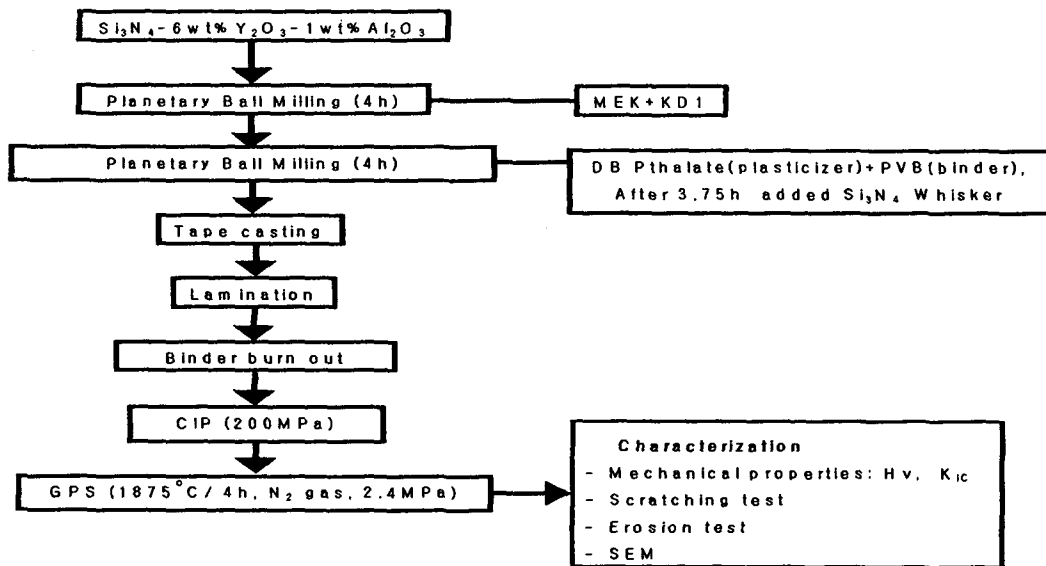 Si₃N₄-6wt% Y₂O₃-1wt% Al₂O₃
Planetary Ball Milling (4h)
MEK+KD1
Planetary Ball Milling (4h)
DB Pthalate(plasticizer)+PVB(binder),
After 3,75h added Si₃N₄ Whisker
Tape casting
Lamination
Binder burn out
CIP (200MPa)
GPS (1875°C/4h, N₂ gas, 2.4MPa)
Characterization
- Mechanical properties: Hv, K_IC
- Scratching test
- Erosion test
- SEM